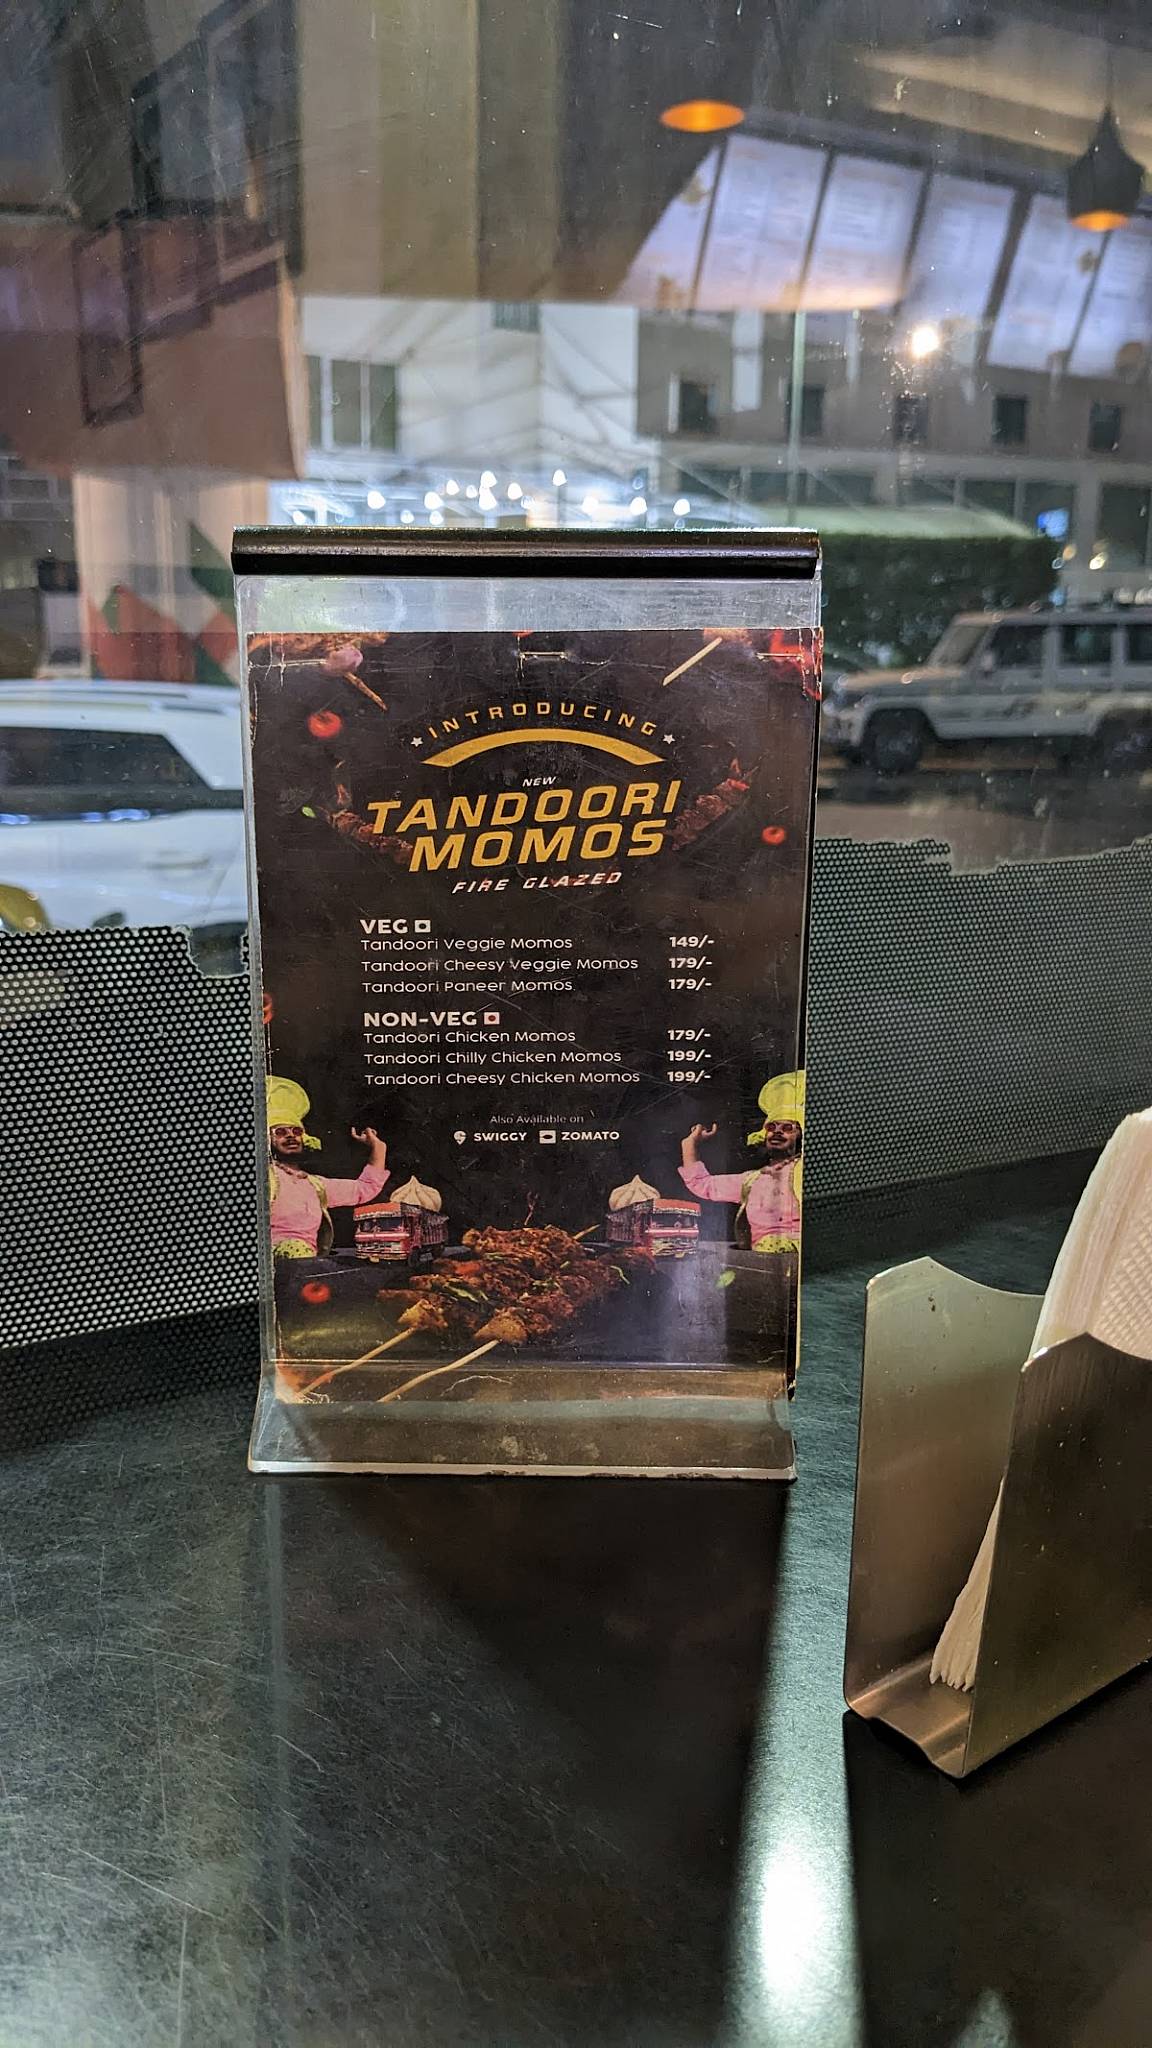 INTRODUCING
NEW
TANDOORI
MOMOS
FIRE GLAZED
VEG
Tandoori Veggie Momos 149/-
Tandoori Cheesy Veggie Momos 179/-
Tandoori Paneer Momos 179/-
NON-VEG
Tandoori Chicken Momos 179/-
Tandoori Chilly Chicken Momos 199/-
Tandoori Cheesy Chicken Momos 199/-
Also Available on
SWIGGY ZOMATO